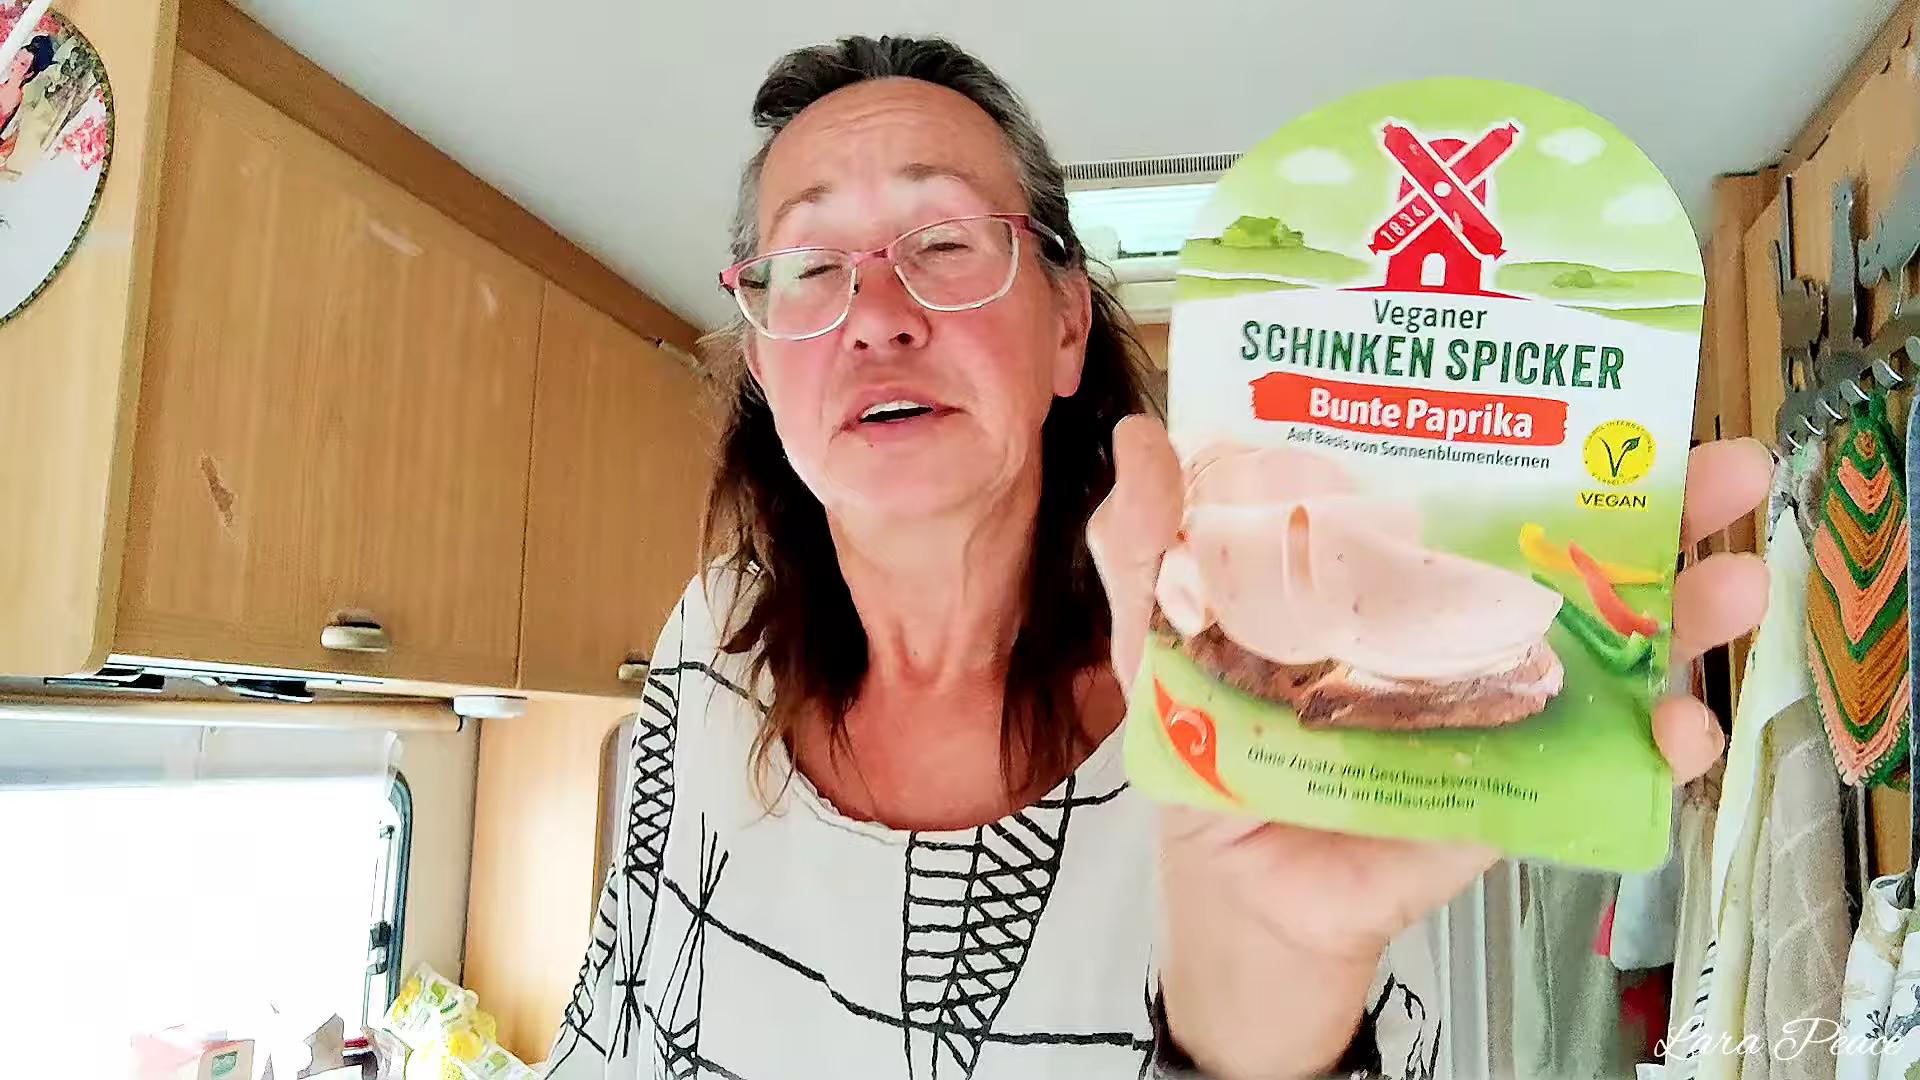 1834
Veganer
SCHINKEN SPICKER
Bunte Paprika
Auf Basis von Sonnenblumenkernen
VEGAN
Ohne Zusatz von Geschmacksverstärkern
Reich an Ballaststoffen
Lara Peace